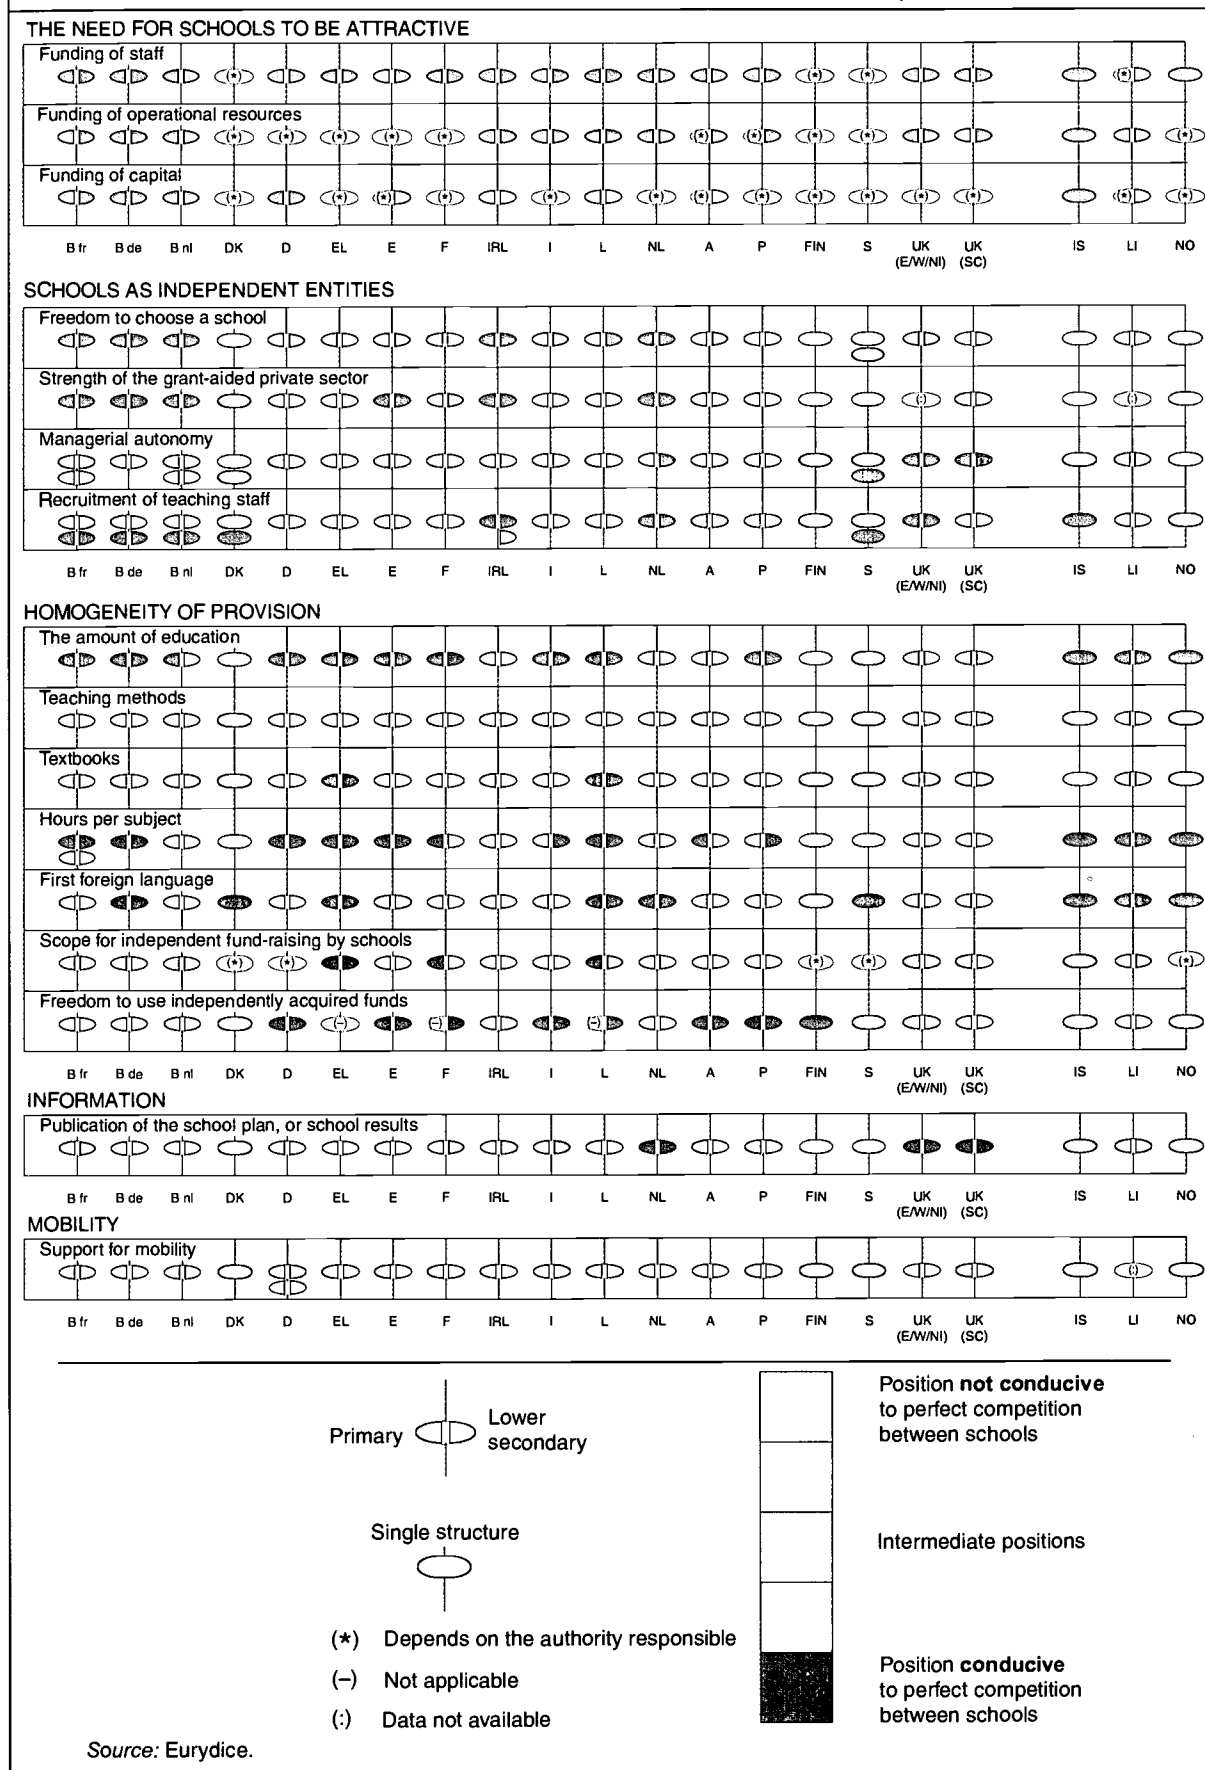 THE NEED FOR SCHOOLS TO BE ATTRACTIVE
Funding of staff
(*) (*) (*) (*)
Funding of operational resources
(*) (*) (*) (*) (*) (*) (*) (*) (*) (*)
Funding of capital
(*) (*) (*) (*) (*) (*) (*) (*) (*) (*) (*) (*) (*) (*)
B fr B de B nl DK D EL E F IRL I L NL A P FIN S UK (E/W/NI) UK (SC) IS LI NO
SCHOOLS AS INDEPENDENT ENTITIES
Freedom to choose a school
Strength of the grant-aided private sector
(:) (:)
Managerial autonomy
Recruitment of teaching staff
B fr B de B nl DK D EL E F IRL I L NL A P FIN S UK (E/W/NI) UK (SC) IS LI NO
HOMOGENEITY OF PROVISION
The amount of education
Teaching methods
Textbooks
Hours per subject
First foreign language
Scope for independent fund-raising by schools
(*) (*) (*) (*) (*)
Freedom to use independently acquired funds
(–) (–) (–)
B fr B de B nl DK D EL E F IRL I L NL A P FIN S UK (E/W/NI) UK (SC) IS LI NO
INFORMATION
Publication of the school plan, or school results
B fr B de B nl DK D EL E F IRL I L NL A P FIN S UK (E/W/NI) UK (SC) IS LI NO
MOBILITY
Support for mobility
(:)
B fr B de B nl DK D EL E F IRL I L NL A P FIN S UK (E/W/NI) UK (SC) IS LI NO
Primary
Lower
secondary
Single structure
(*) Depends on the authority responsible
(–) Not applicable
(:) Data not available
Position not conducive
to perfect competition
between schools
Intermediate positions
Position conducive
to perfect competition
between schools
Source: Eurydice.